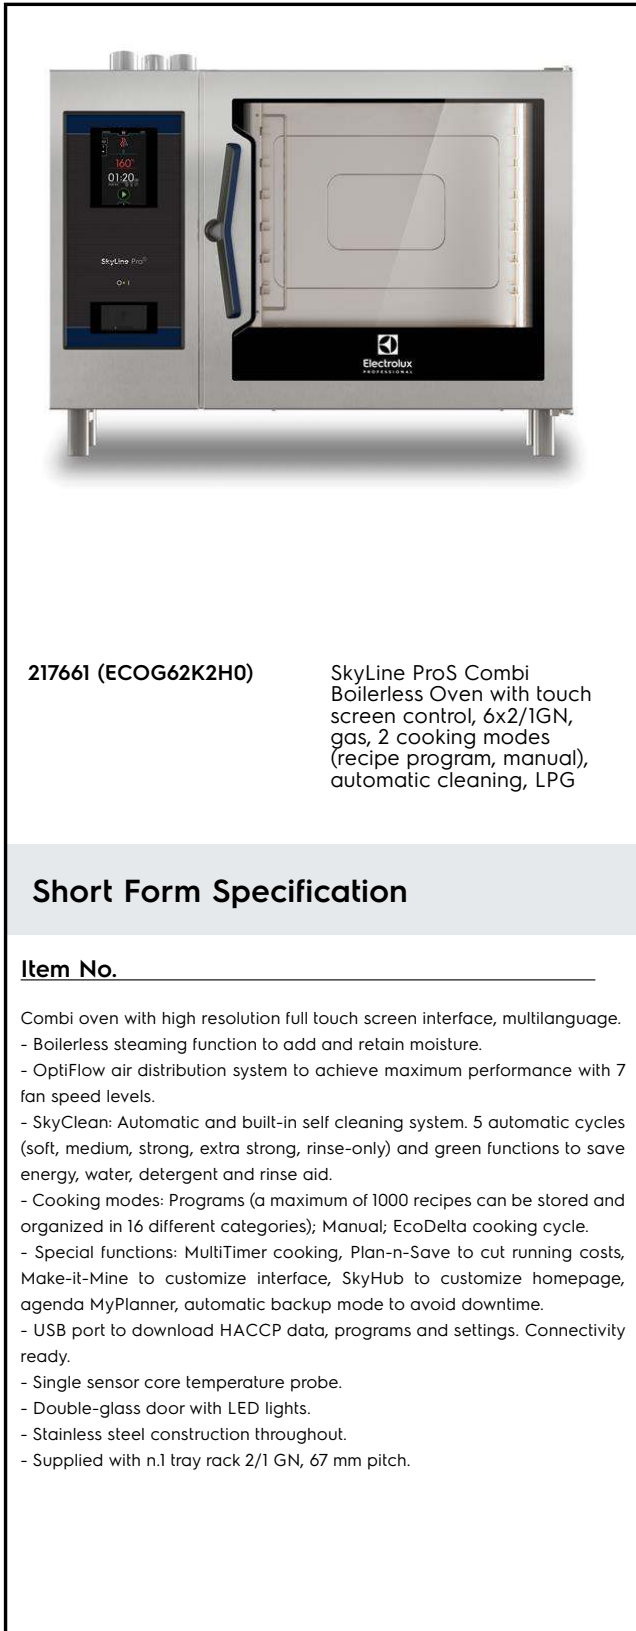 160°
01:20
SkyLine ProS
Electrolux
PROFESSIONAL
217661 (ECOG62K2H0)
SkyLine ProS Combi
Boilerless Oven with touch
screen control, 6x2/1GN,
gas, 2 cooking modes
(recipe program, manual),
automatic cleaning, LPG
Short Form Specification
Item No.
Combi oven with high resolution full touch screen interface, multilanguage.
- Boilerless steaming function to add and retain moisture.
- OptiFlow air distribution system to achieve maximum performance with 7
fan speed levels.
- SkyClean: Automatic and built-in self cleaning system. 5 automatic cycles
(soft, medium, strong, extra strong, rinse-only) and green functions to save
energy, water, detergent and rinse aid.
- Cooking modes: Programs (a maximum of 1000 recipes can be stored and
organized in 16 different categories); Manual; EcoDelta cooking cycle.
- Special functions: MultiTimer cooking, Plan-n-Save to cut running costs,
Make-it-Mine to customize interface, SkyHub to customize homepage,
agenda MyPlanner, automatic backup mode to avoid downtime.
- USB port to download HACCP data, programs and settings. Connectivity
ready.
- Single sensor core temperature probe.
- Double-glass door with LED lights.
- Stainless steel construction throughout.
- Supplied with n.1 tray rack 2/1 GN, 67 mm pitch.